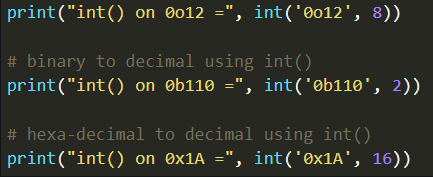 print("int() on 0o12 =", int('0o12', 8))
# binary to decimal using int()
print("int() on 0b110 =", int('0b110', 2))
# hexa-decimal to decimal using int()
print("int() on 0x1A =", int('0x1A', 16))